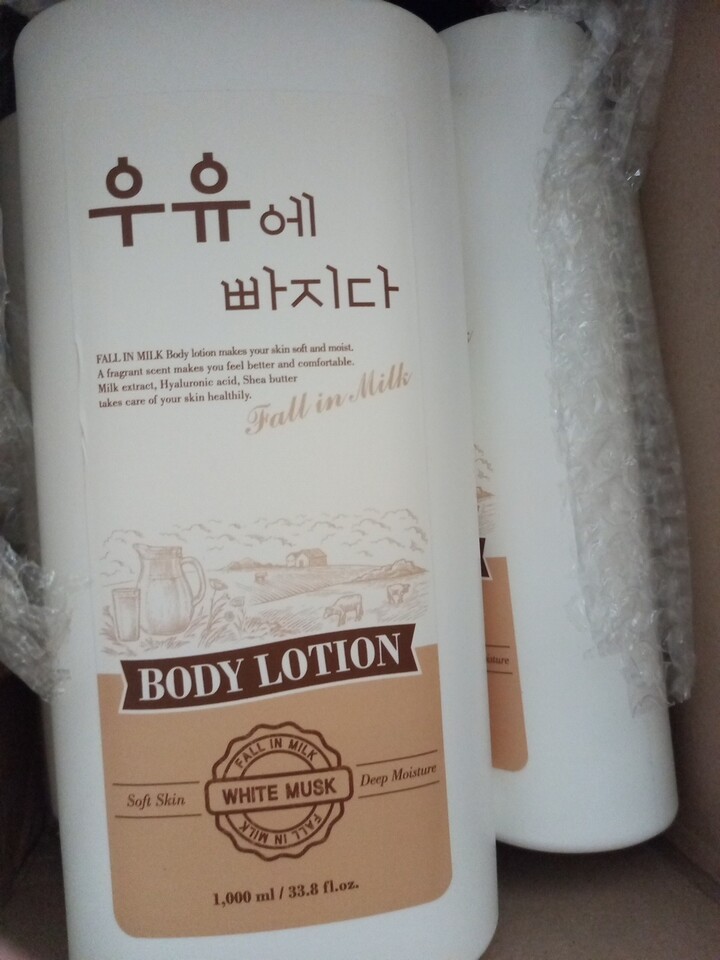 우유에
빠지다
FALL IN MILK Body lotion makes your skin soft and moist.
A fragrant scent makes you feel better and comfortable.
Milk extract, Hyaluronic acid, Shea butter
takes care of your skin healthily.
Fall in Milk
BODY LOTION
FALL IN MILK
Soft Skin
WHITE MUSK
Deep Moisture
FALL IN MILK
1,000 ml / 33.8 fl.oz.